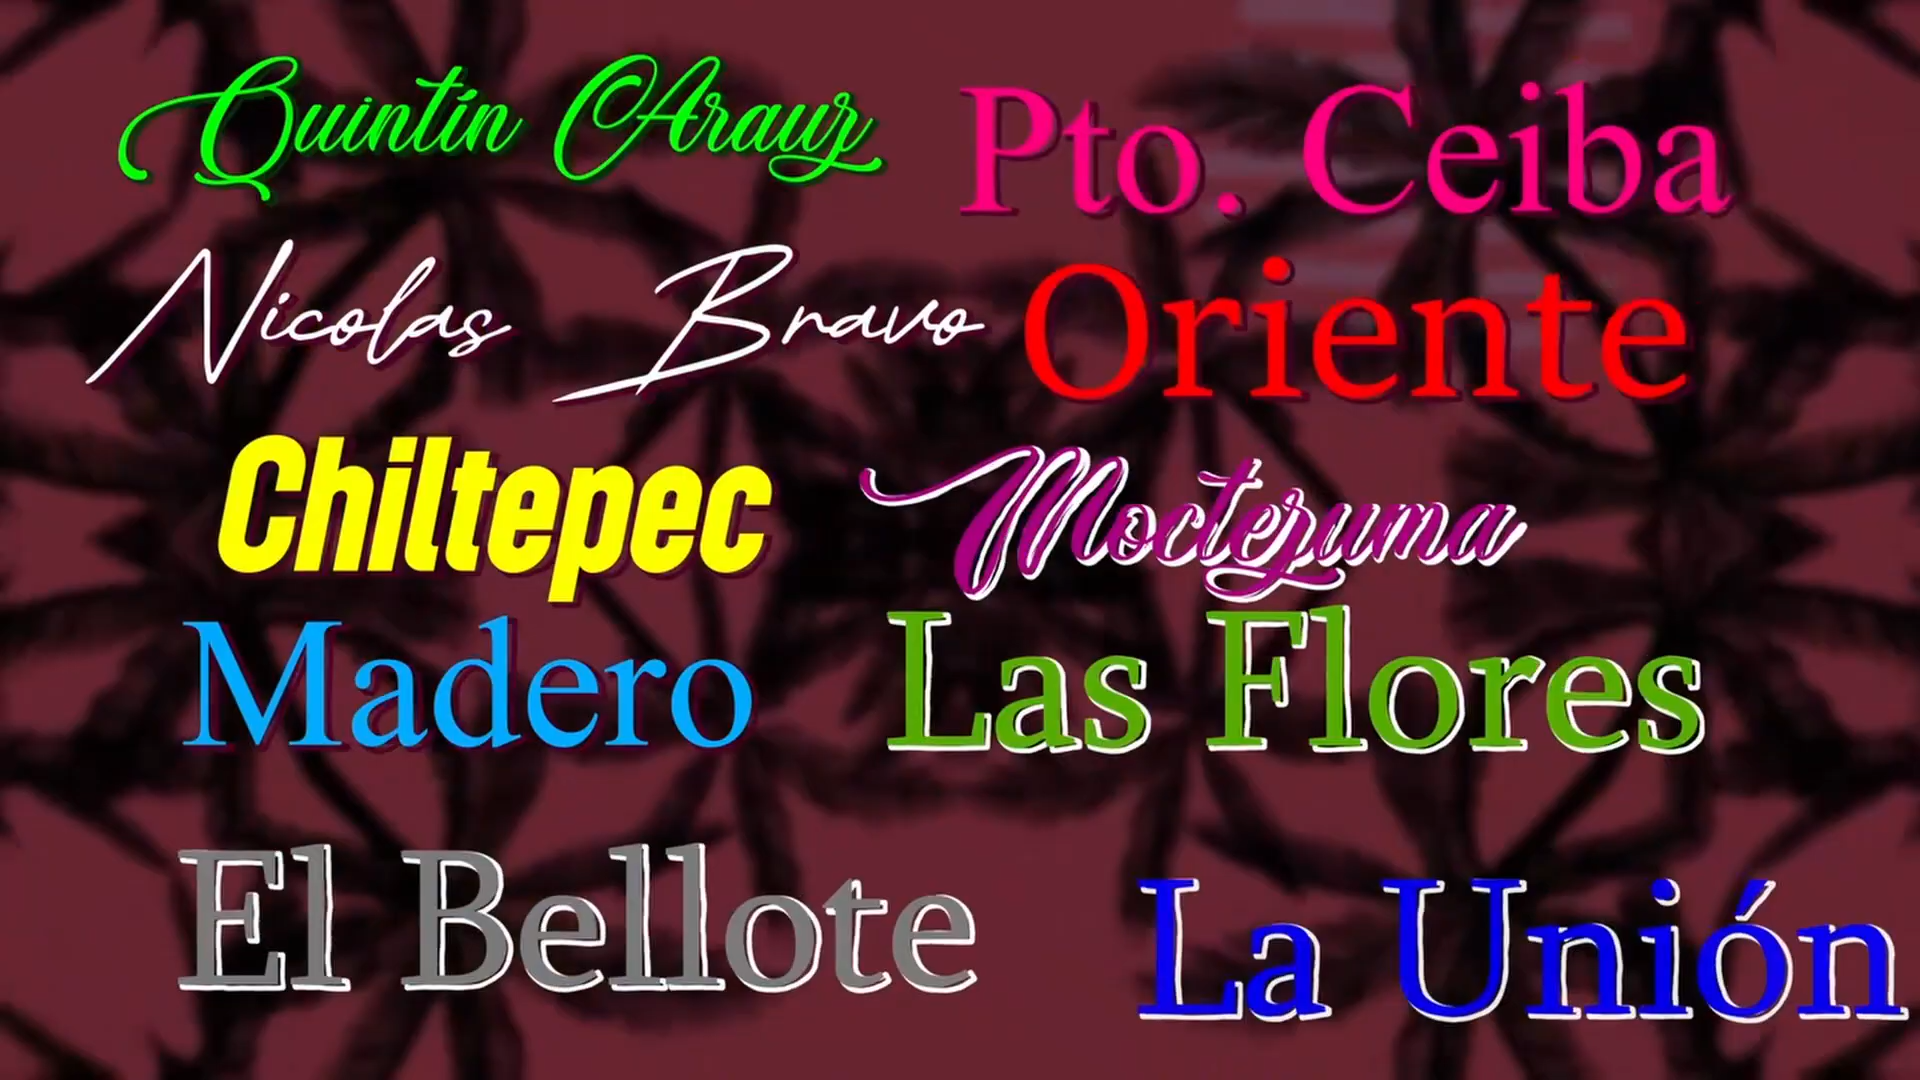 Quintín Arauz
Pto. Ceiba
Nicolas Bravo
Oriente
Chiltepec
Moctezuma
Madero
Las Flores
El Bellote
La Unión